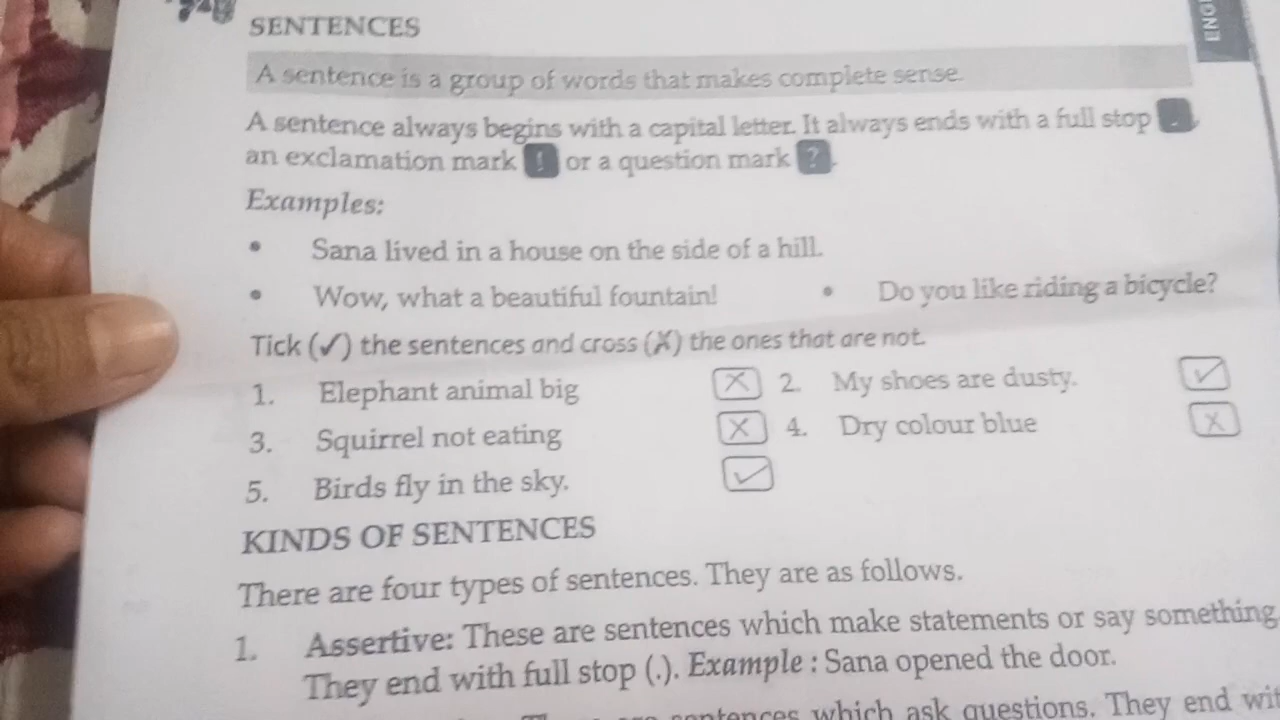 ENG
SENTENCES
A sentence is a group of words that makes complete sense.
A sentence always begins with a capital letter. It always ends with a full stop .,
an exclamation mark ! or a question mark ?.
Examples:
• Sana lived in a house on the side of a hill.
• Wow, what a beautiful fountain! • Do you like riding a bicycle?
Tick (✓) the sentences and cross (✗) the ones that are not.
1. Elephant animal big ✗ 2. My shoes are dusty. ✓
3. Squirrel not eating ✗ 4. Dry colour blue ✗
5. Birds fly in the sky. ✓
KINDS OF SENTENCES
There are four types of sentences. They are as follows.
1. Assertive: These are sentences which make statements or say something
They end with full stop (.). Example : Sana opened the door.
sentences which ask questions. They end